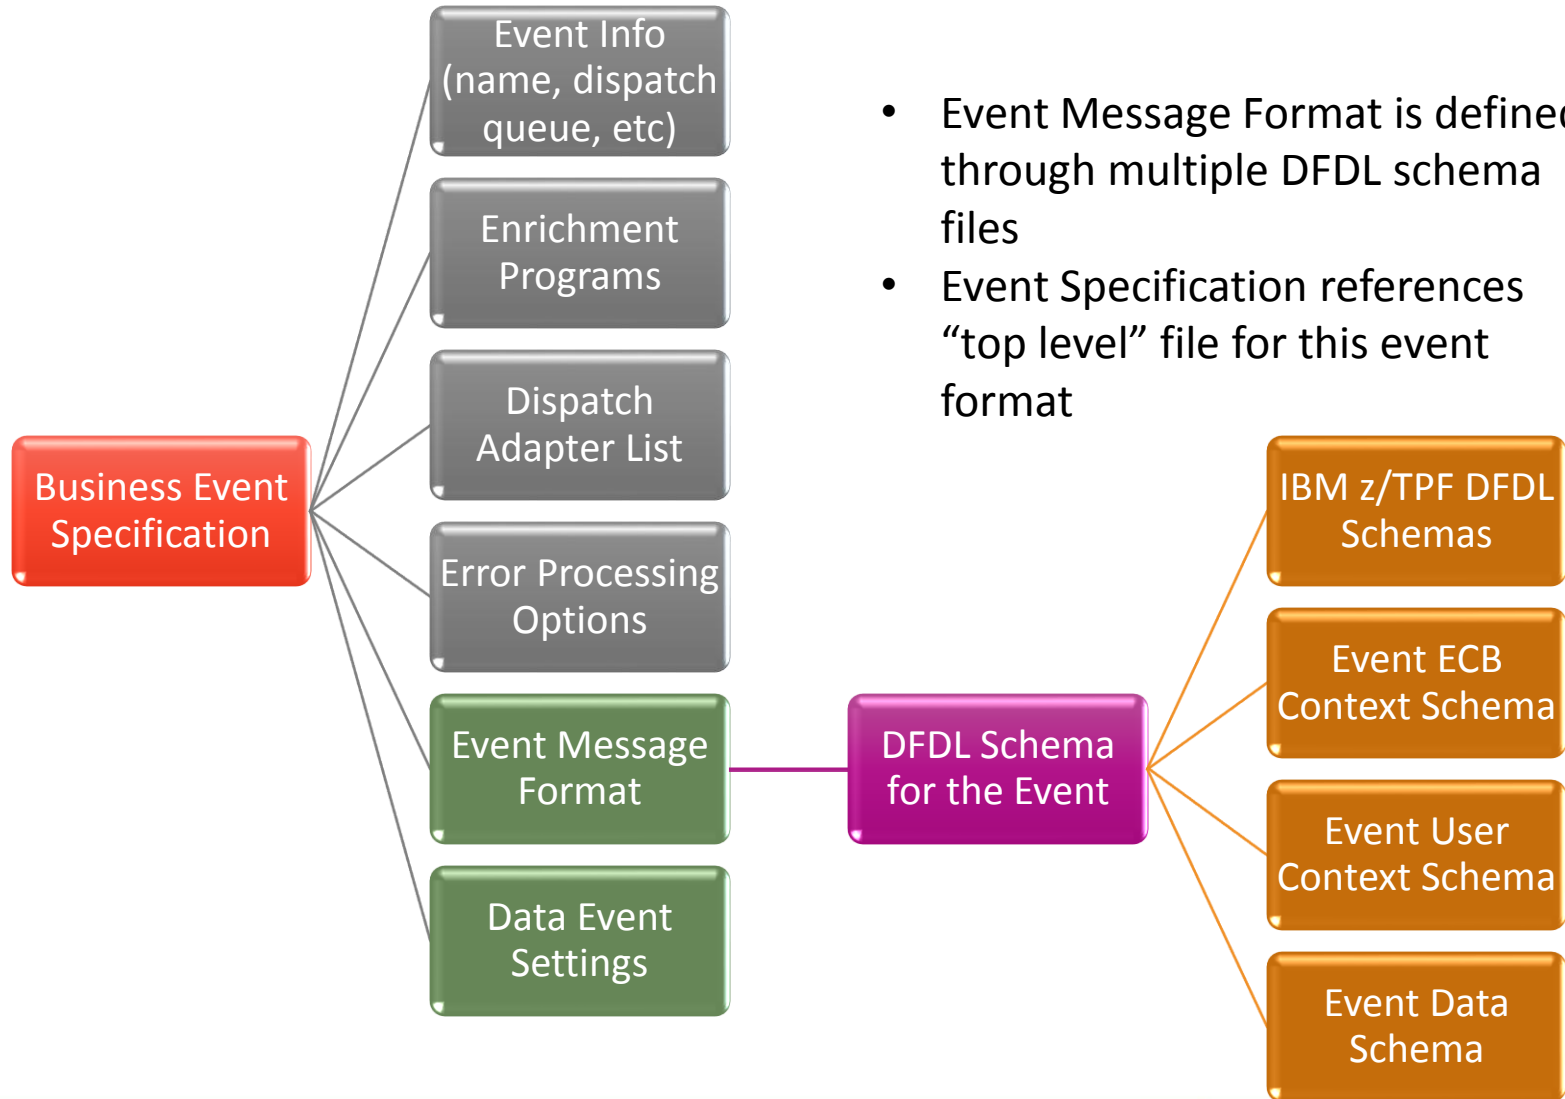 Event Info
(name, dispatch
queue, etc)
Enrichment
Programs
Dispatch
Adapter List
Business Event
Specification
Error Processing
Options
Event Message
Format
Data Event
Settings
• Event Message Format is defined
through multiple DFDL schema
files
• Event Specification references
“top level” file for this event
format
DFDL Schema
for the Event
IBM z/TPF DFDL
Schemas
Event ECB
Context Schema
Event User
Context Schema
Event Data
Schema